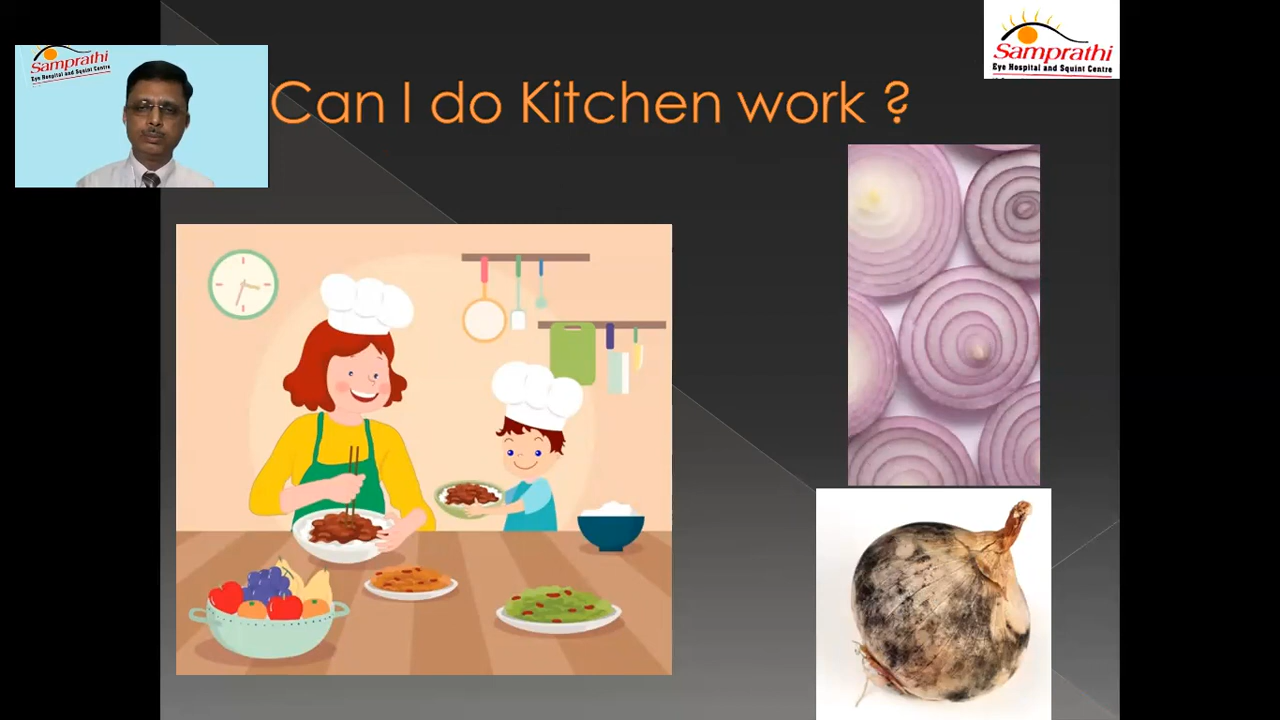 Samprathi
Eye Hospital and Squint Centre
Can I do Kitchen work ?
Samprathi
Eye Hospital and Squint Centre